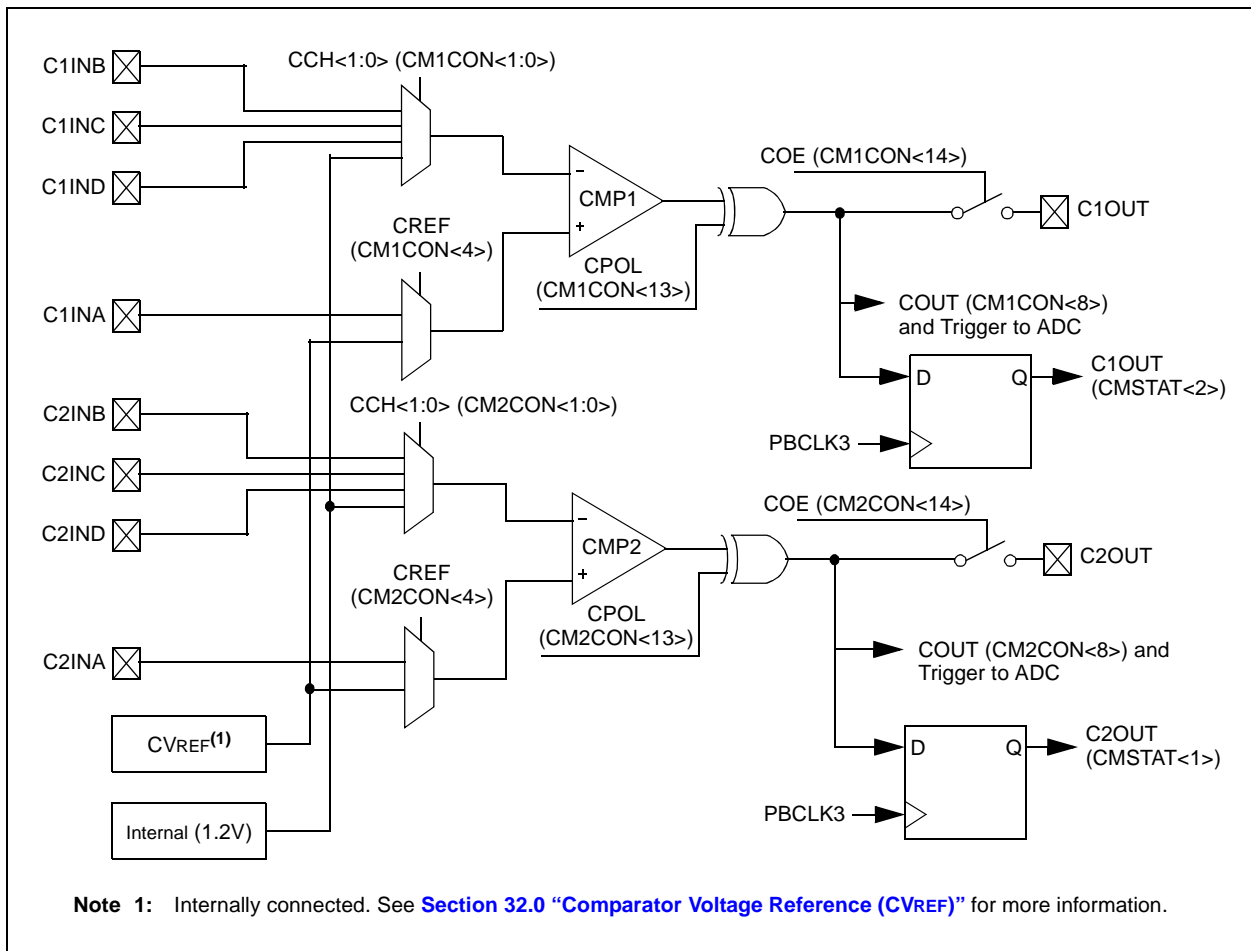 C1INB
CCH<1:0> (CM1CON<1:0>)
C1INC
C1IND
COE (CM1CON<14>)
-
CMP1
+
C1OUT
CREF
(CM1CON<4>)
CPOL
(CM1CON<13>)
C1INA
COUT (CM1CON<8>)
and Trigger to ADC
D
Q
C1OUT
(CMSTAT<2>)
PBCLK3
C2INB
CCH<1:0> (CM2CON<1:0>)
C2INC
C2IND
COE (CM2CON<14>)
-
CMP2
+
C2OUT
CREF
(CM2CON<4>)
CPOL
(CM2CON<13>)
C2INA
COUT (CM2CON<8>) and
Trigger to ADC
CVREF(1)
D
Q
C2OUT
(CMSTAT<1>)
PBCLK3
Internal (1.2V)
Note 1: Internally connected. See Section 32.0 “Comparator Voltage Reference (CVREF)” for more information.